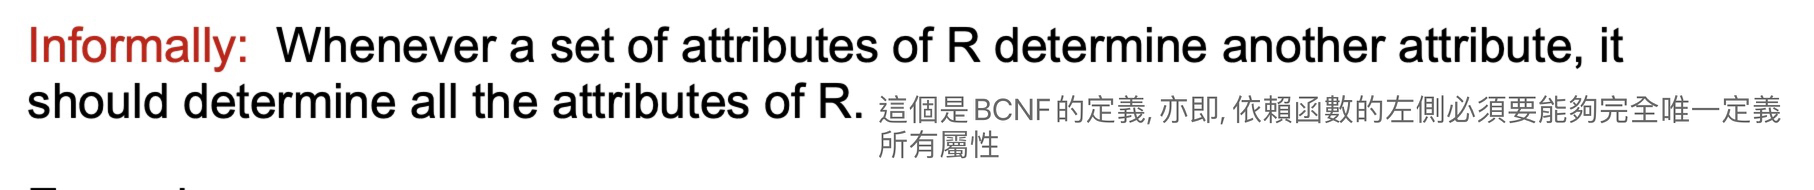 Informally: Whenever a set of attributes of R determine another attribute, it
should determine all the attributes of R. 這個是BCNF的定義, 亦即, 依賴函數的左側必須要能夠完全唯一定義
所有屬性